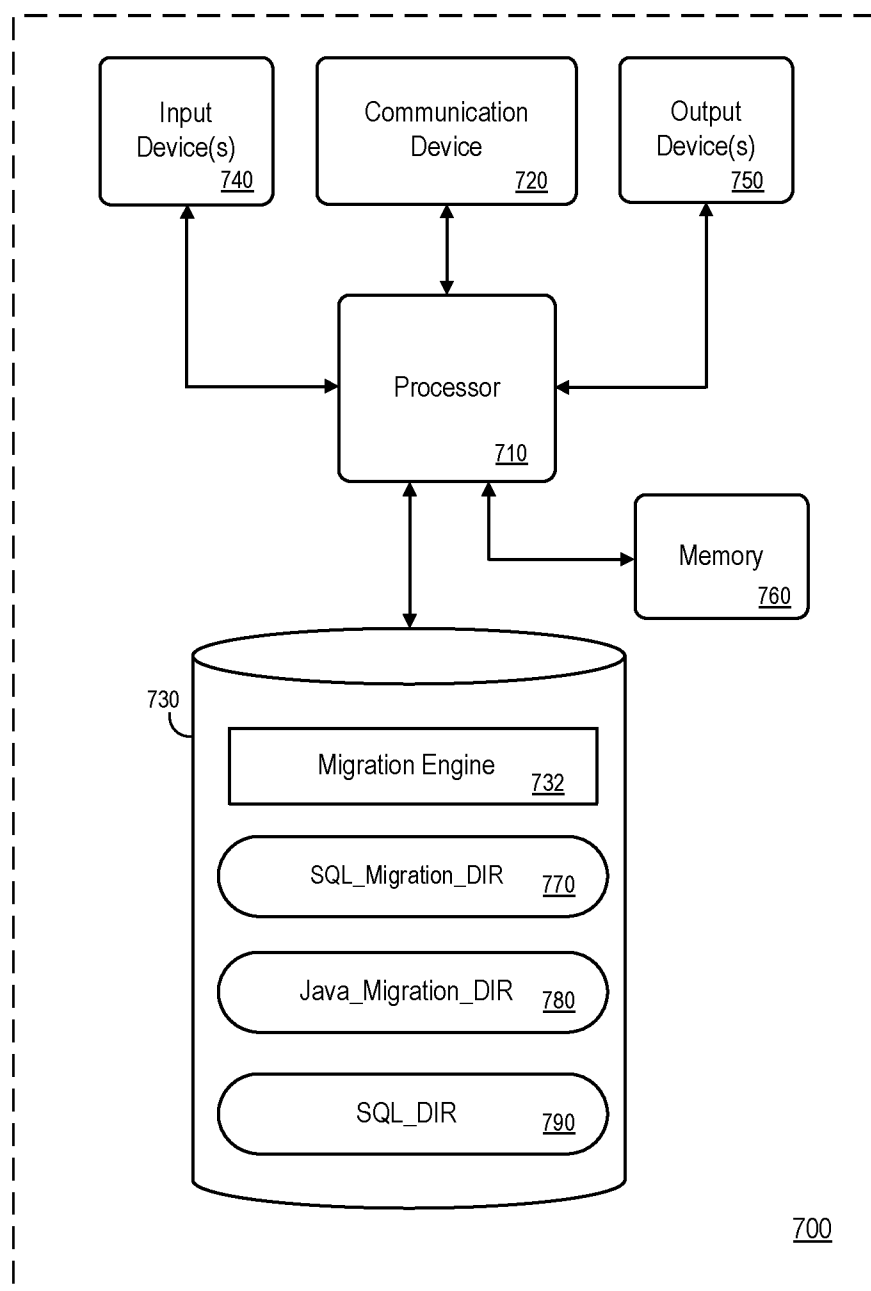 Input
Device(s)
740
Communication
Device
720
Output
Device(s)
750
Processor
710
Memory
760
730
Migration Engine
732
SQL_Migration_DIR
770
Java_Migration_DIR
780
SQL_DIR
790
700